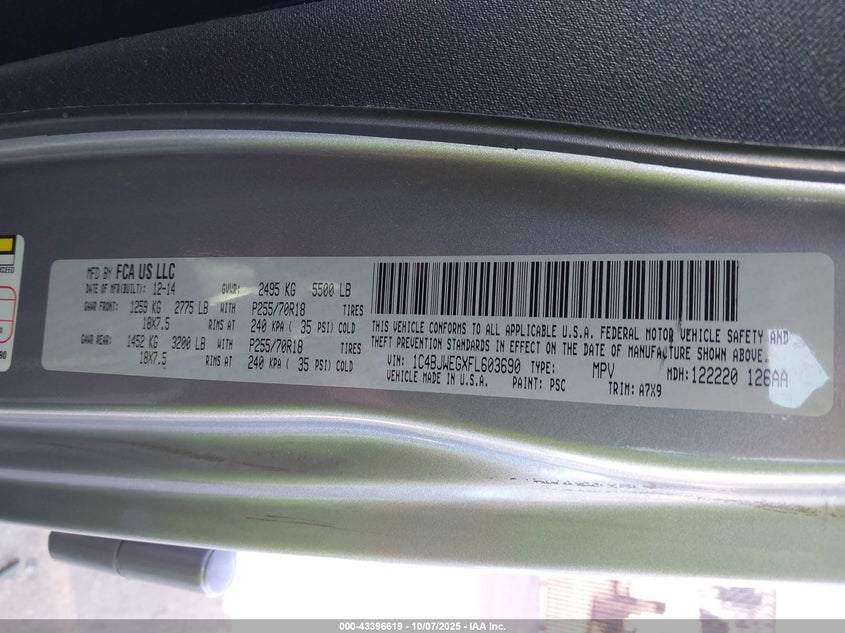 MFD BY FCA US LLC
DATE OF MFR(BUILT): 12-14 GVWR: 2495 KG 5500 LB
GAWR FRONT: 1259 KG 2775 LB WITH P255/70R18 TIRES
18X7.5 RIMS AT 240 KPA ( 35 PSI) COLD
GAWR REAR: 1452 KG 3200 LB WITH P255/70R18 TIRES
18X7.5 RIMS AT 240 KPA ( 35 PSI) COLD
THIS VEHICLE CONFORMS TO ALL APPLICABLE U.S.A. FEDERAL MOTOR VEHICLE SAFETY AND
THEFT PREVENTION STANDARDS IN EFFECT ON THE DATE OF MANUFACTURE SHOWN ABOVE.
VIN: 1C4BJWEGXFL603690 TYPE: MPV MDH: 122220 126AA
VEHICLE MADE IN U.S.A. PAINT: PSC TRIM: A7X9
EXCEED
90
000-43396619 | 10/07/2025 | IAA Inc.